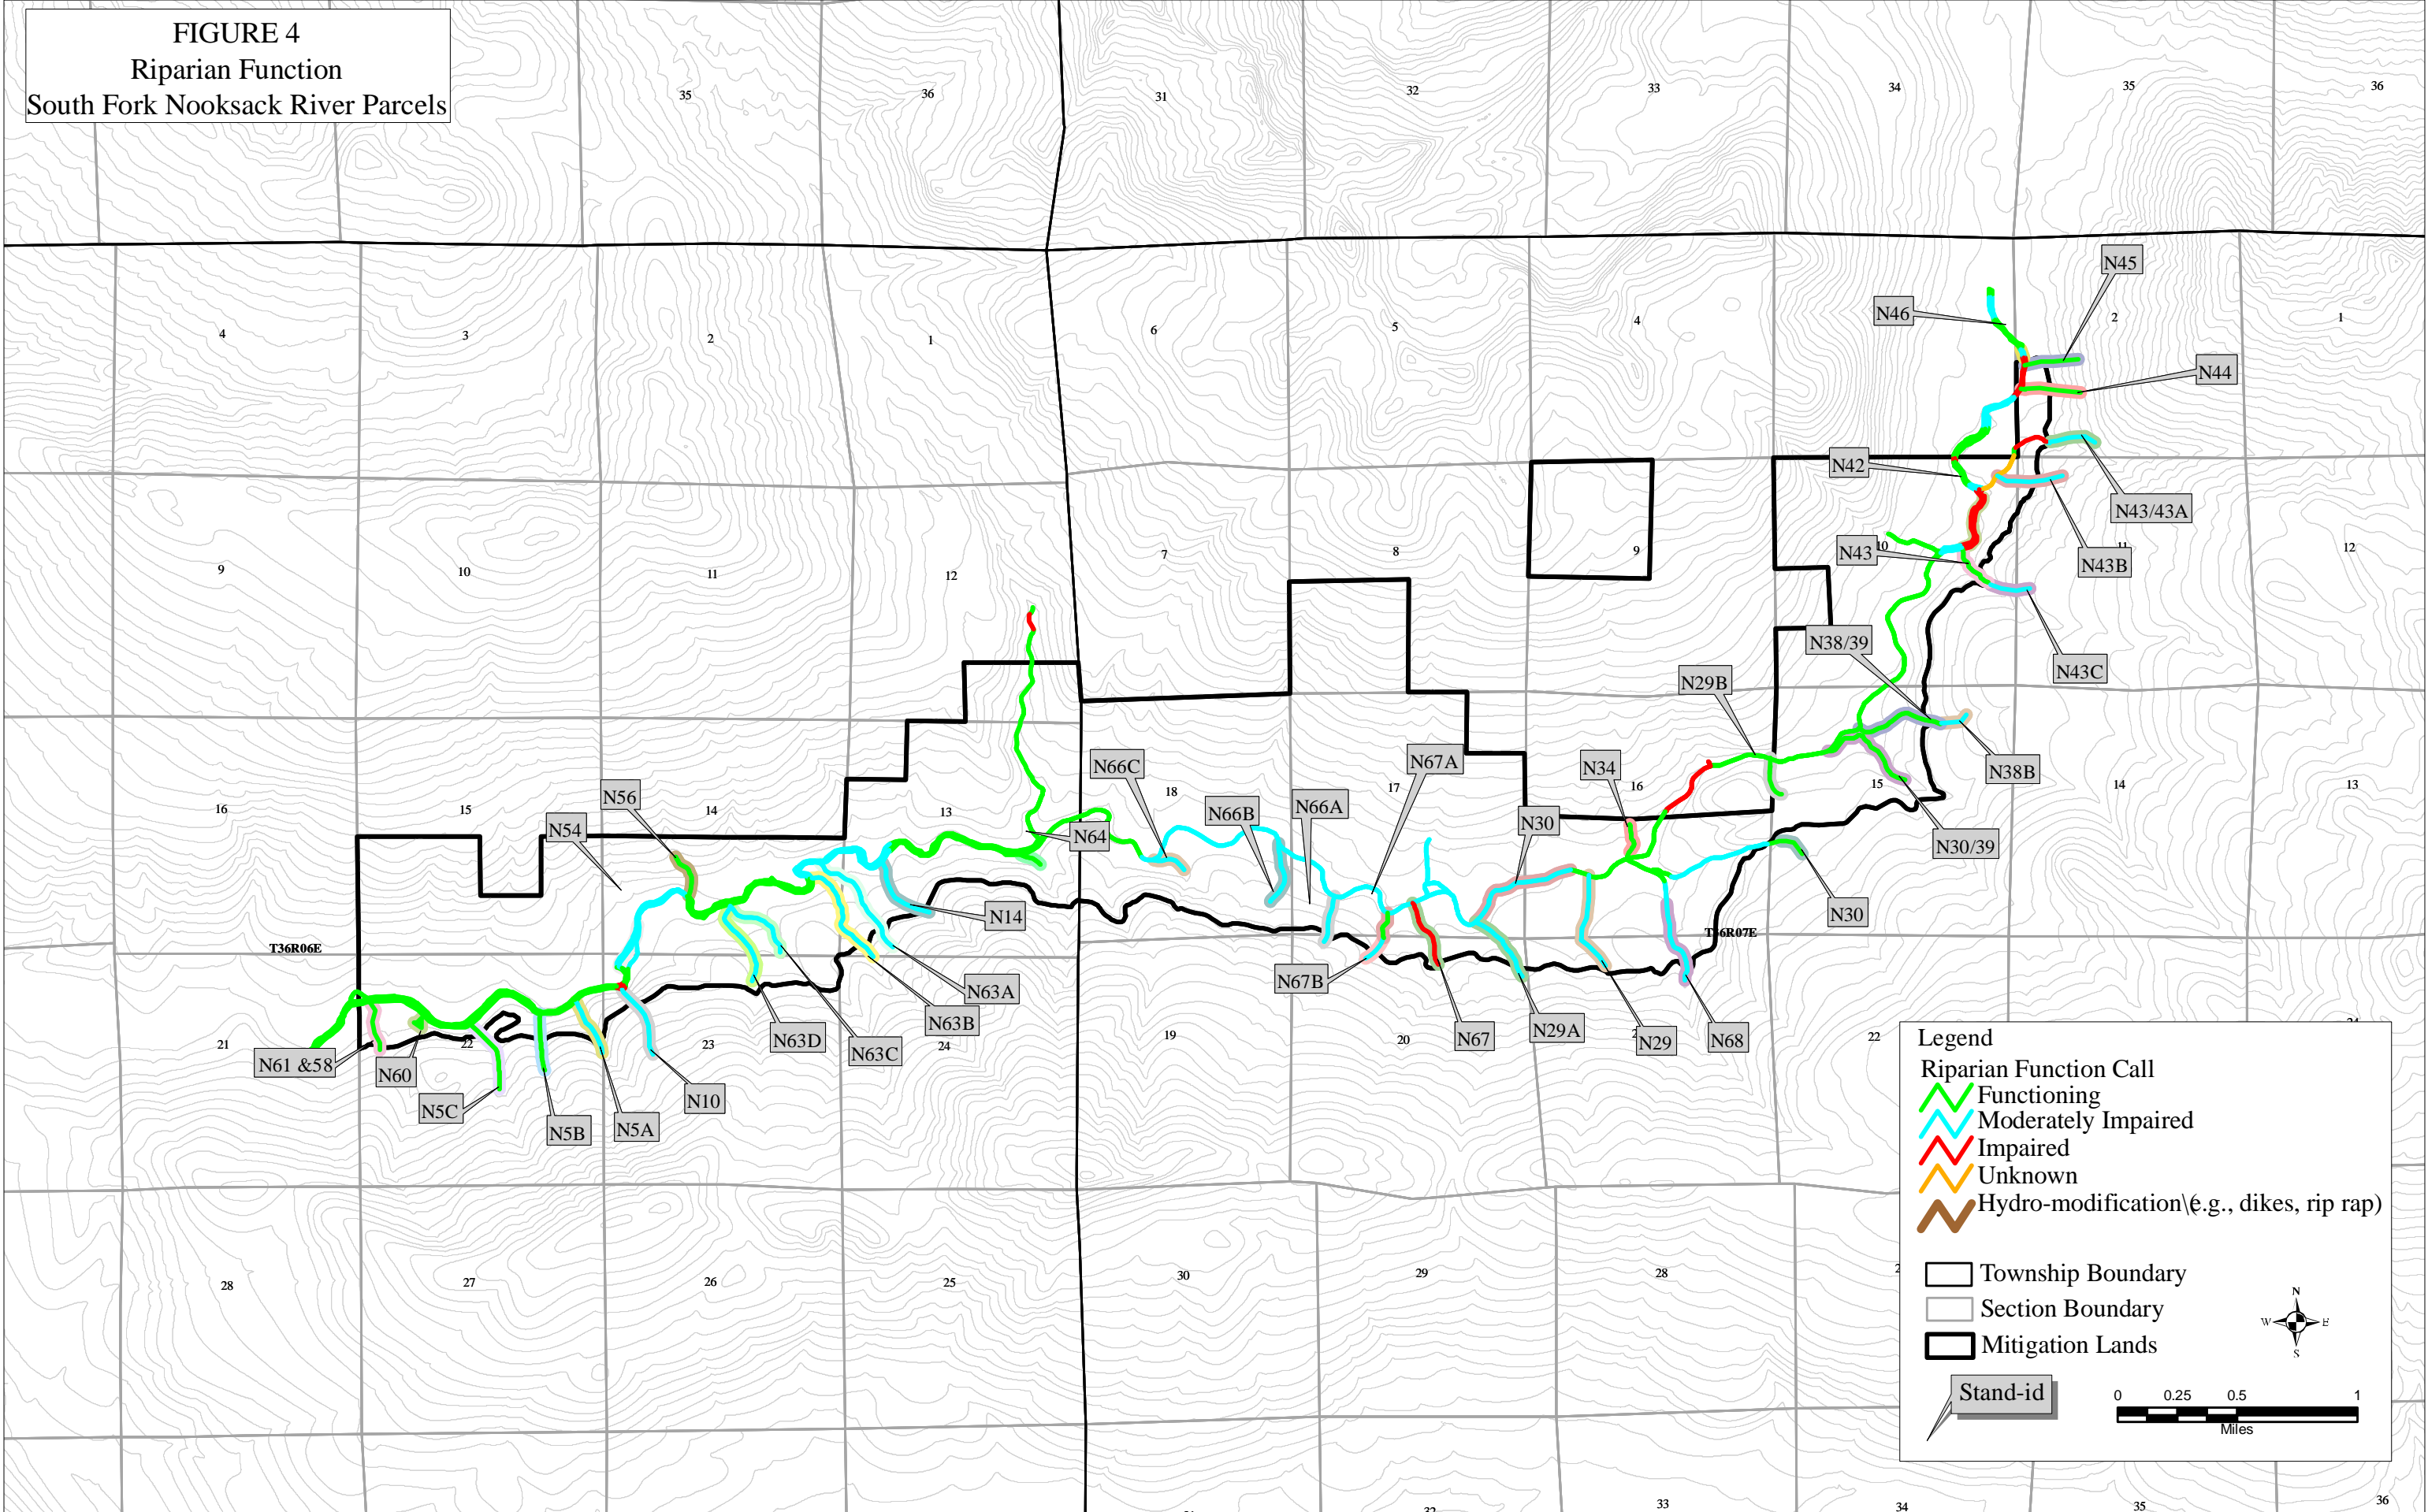 FIGURE 4
Riparian Function
South Fork Nooksack River Parcels
35
36
31
32
33
34
35
36
N45
N46
2
N44
4
3
2
1
6
5
4
1
N42
N43/43A
9
10
11
12
7
8
9
N43
10
11
N43B
12
N38/39
N43C
N29B
N38B
N66C
N67A
N34
N56
16
15
14
13
18
N66B
N66A
17
16
15
14
13
N54
N64
N30
N30/39
N14
N30
T36R06E
T36R07E
N63A
N67B
N63B
N63D
N63C
N67
N29A
N29
N68
21
22
23
24
19
20
22
N61 &58
N60
N5C
N10
N5B
N5A
28
27
26
25
30
29
28
Legend
Riparian Function Call
Functioning
Moderately Impaired
Impaired
Unknown
Hydro-modification\(e.g., dikes, rip rap)
Township Boundary
Section Boundary
Mitigation Lands
Stand-id
N
W E
S
0 0.25 0.5 1
Miles
32
33
34
35
36